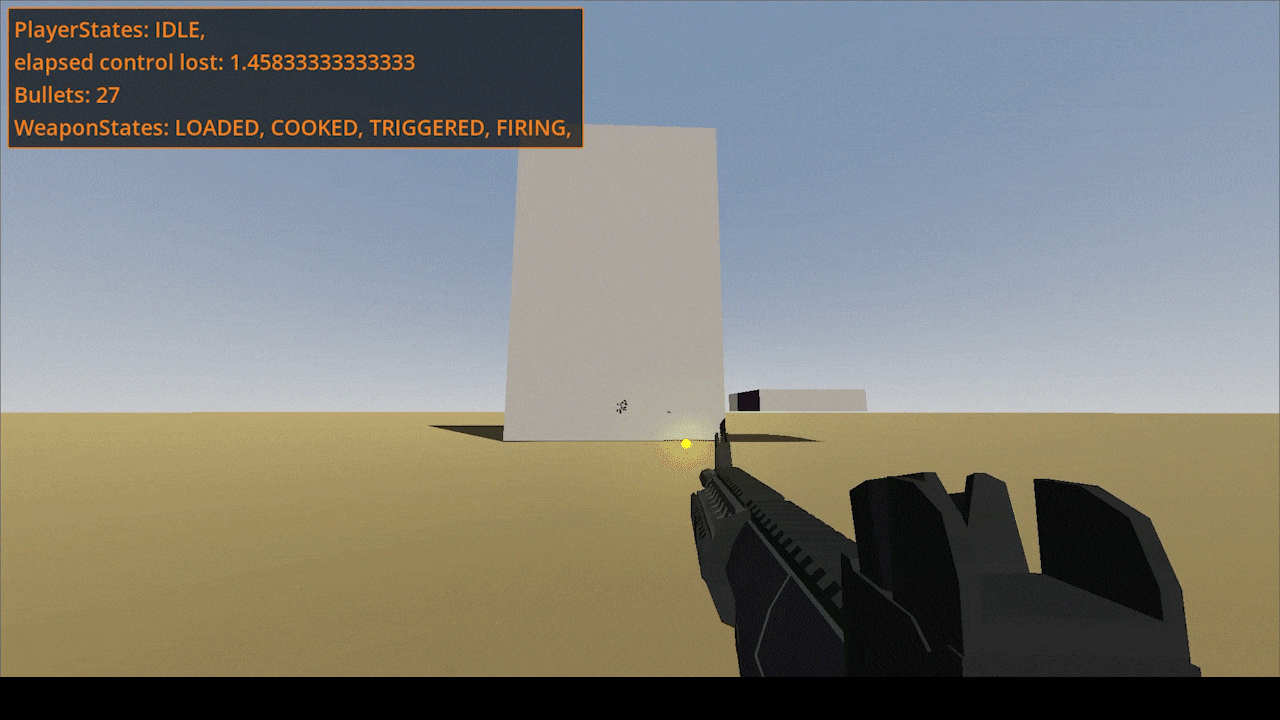 PlayerStates: IDLE,
elapsed control lost: 1.45833333333333
Bullets: 27
WeaponStates: LOADED, COOKED, TRIGGERED, FIRING,